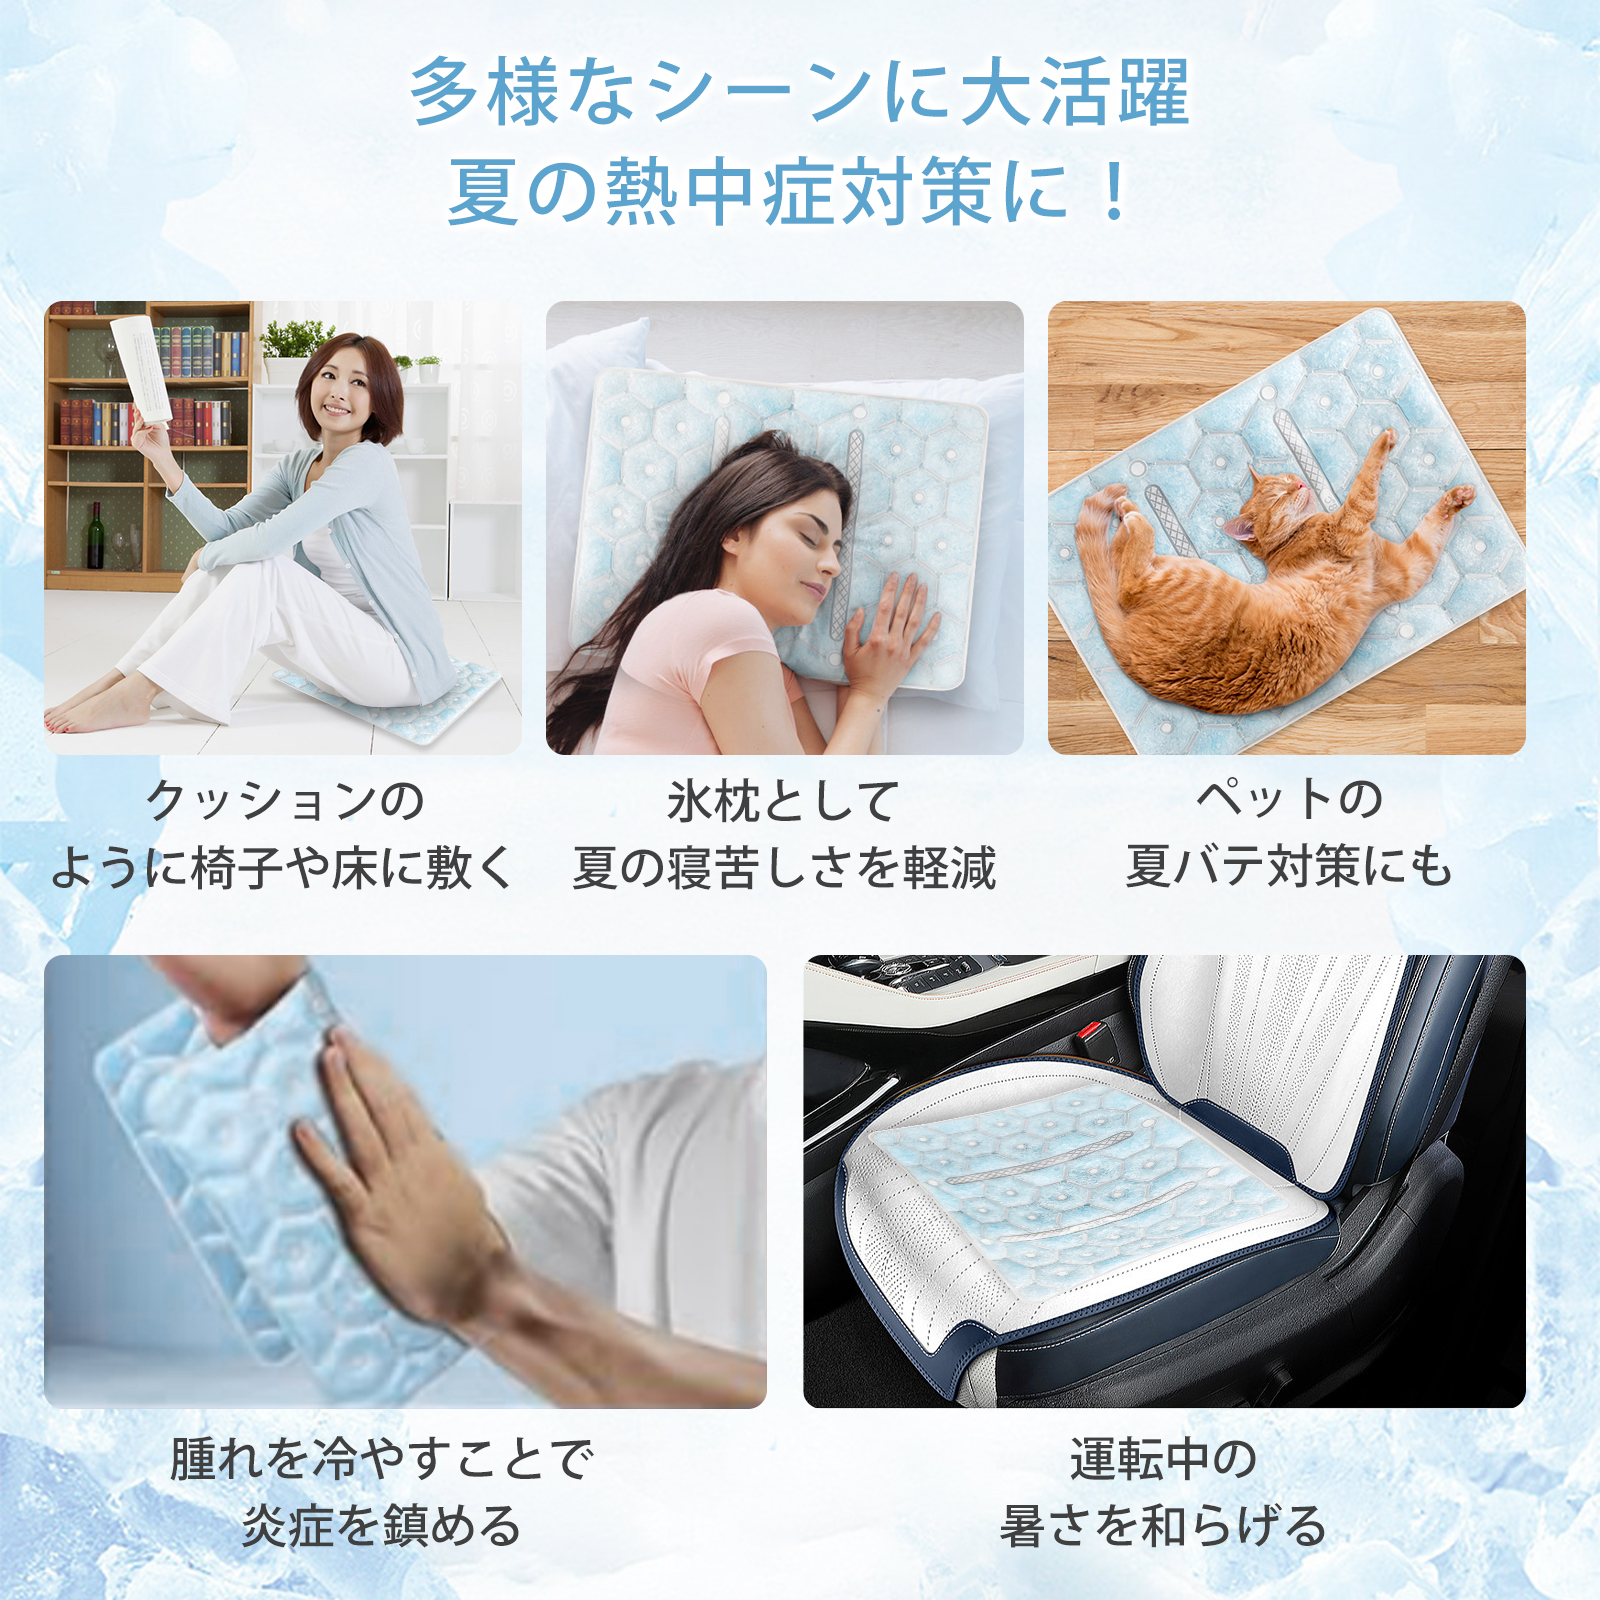 多様なシーンに大活躍
夏の熱中症対策に！
クッションの
ように椅子や床に敷く
氷枕として
夏の寝苦しさを軽減
ペットの
夏バテ対策にも
腫れを冷やすことで
炎症を鎮める
運転中の
暑さを和らげる